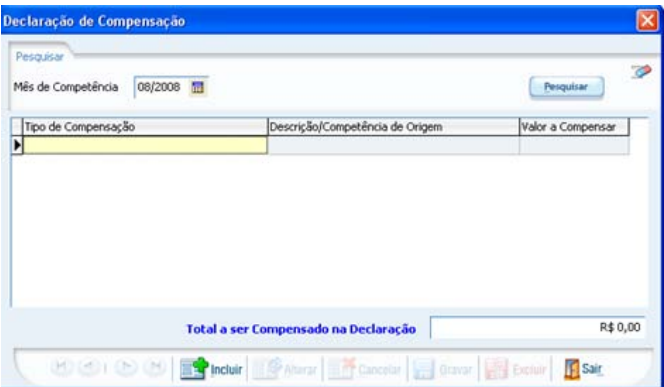 Declaração de Compensação
Pesquisar
Mês de Competência 08/2008 Pesquisar
Tipo de Compensação Descrição/Competência de Origem Valor a Compensar
Total a ser Compensado na Declaração R$ 0,00
Incluir Alterar Cancelar Gravar Excluir Sair